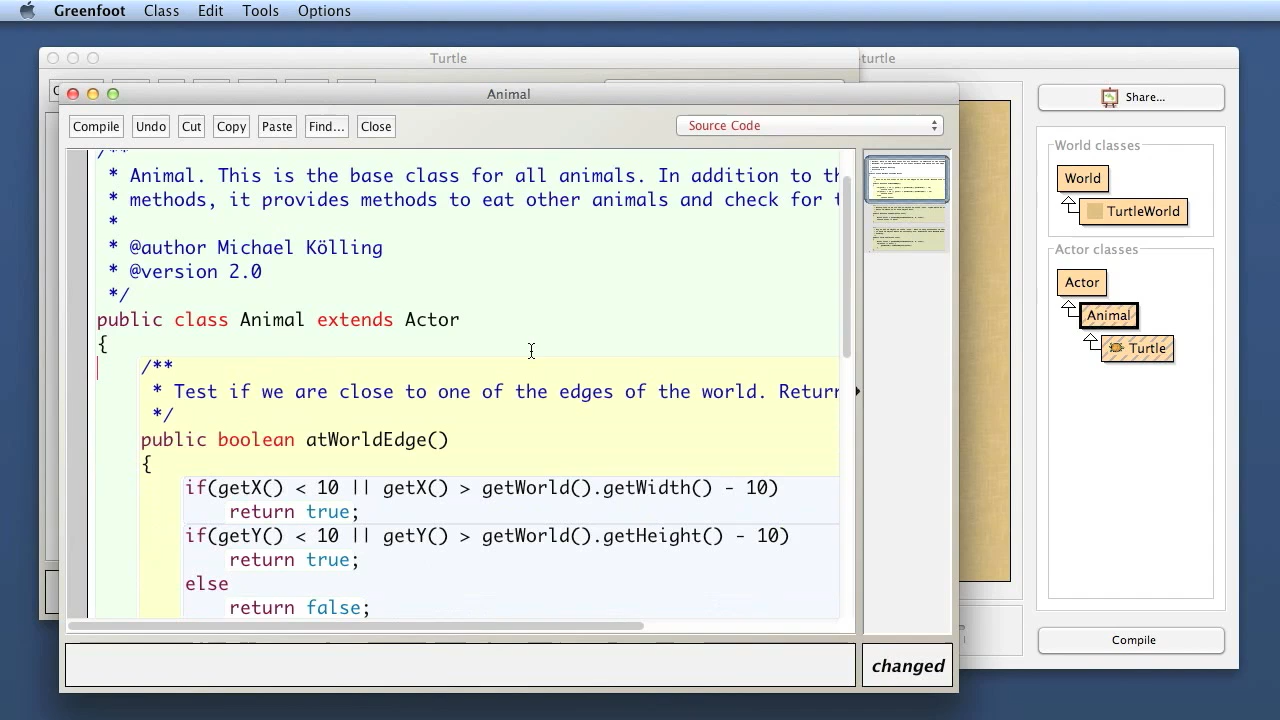 Greenfoot Class Edit Tools Options
Turtle
turtle
Animal
Compile Undo Cut Copy Paste Find... Close
Source Code
/**
* Animal. This is the base class for all animals. In addition to th
* methods, it provides methods to eat other animals and check for t
*
* @author Michael Kölling
* @version 2.0
*/
public class Animal extends Actor
{
/**
* Test if we are close to one of the edges of the world. Return
*/
public boolean atWorldEdge()
{
if(getX() < 10 || getX() > getWorld().getWidth() - 10)
return true;
if(getY() < 10 || getY() > getWorld().getHeight() - 10)
return true;
else
return false;
changed
Share...
World classes
World
TurtleWorld
Actor classes
Actor
Animal
Turtle
Compile